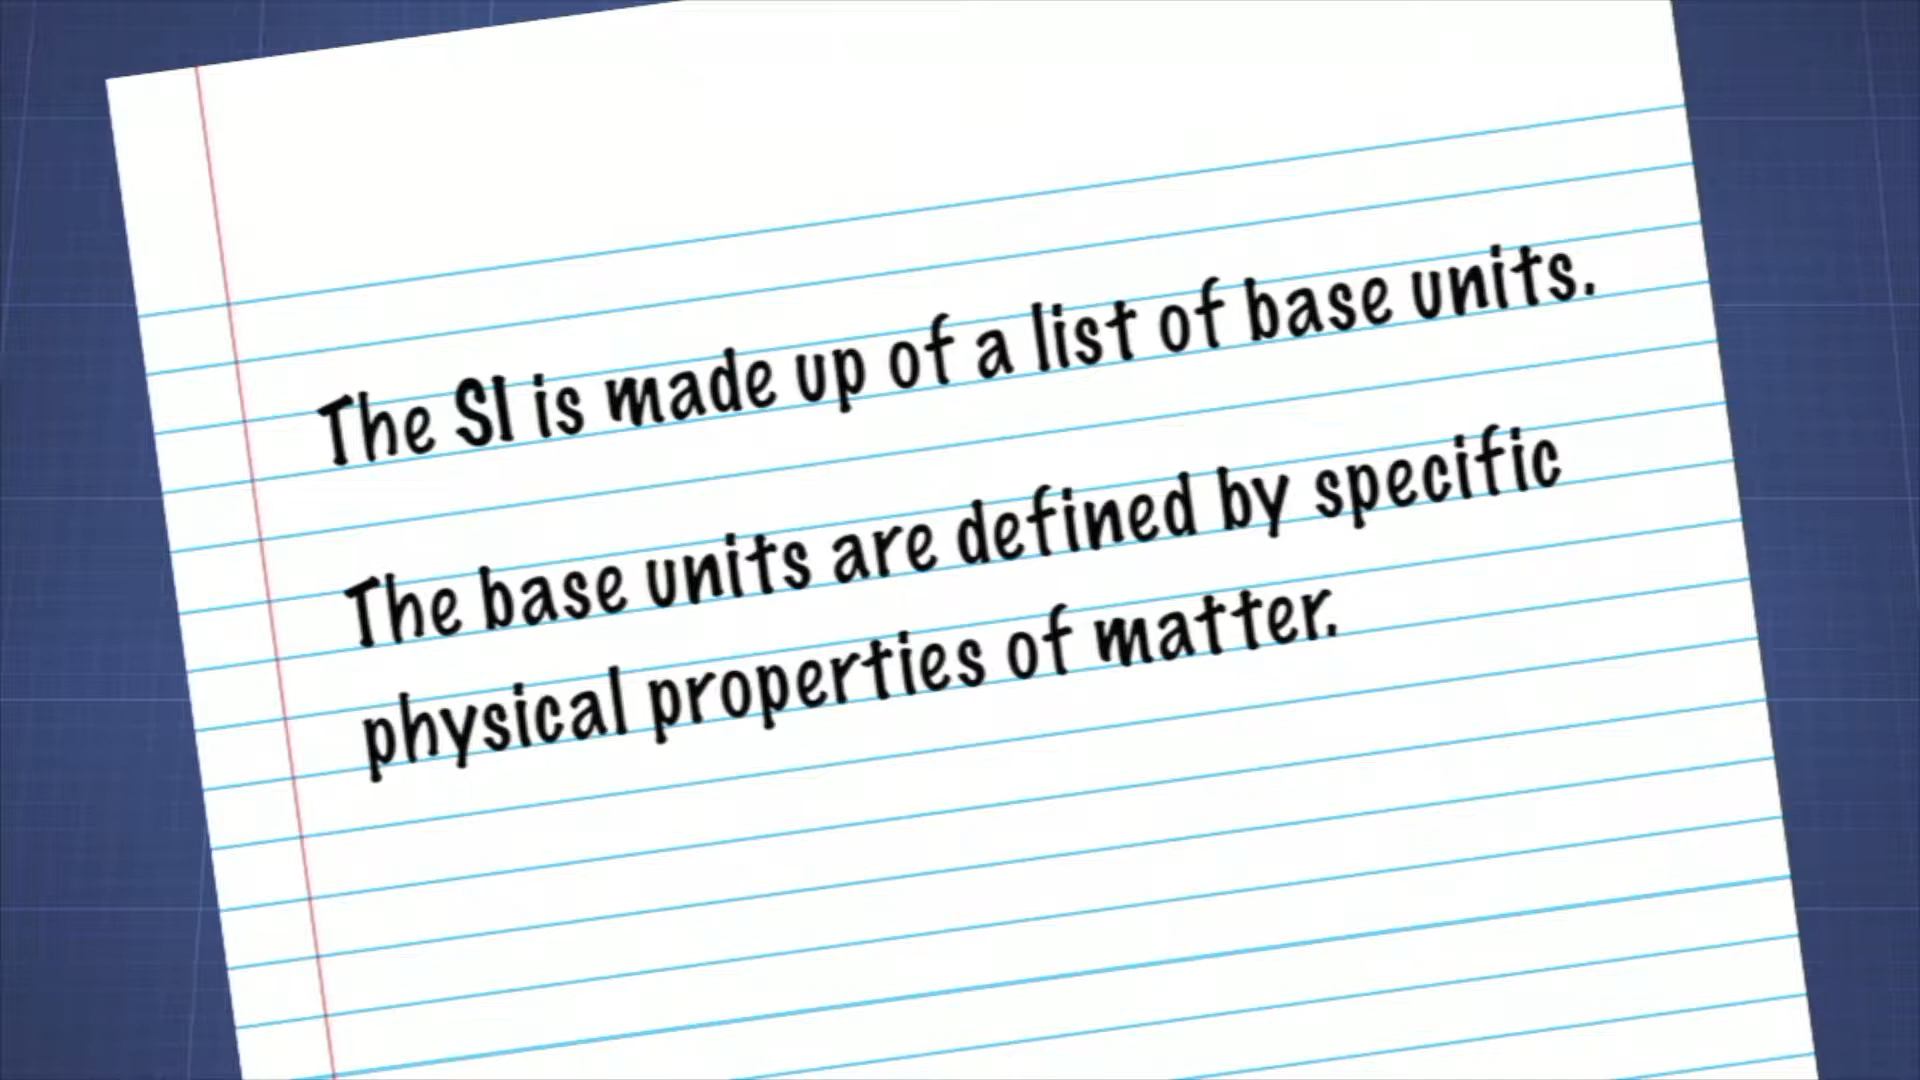 The SI is made up of a list of base units.
The base units are defined by specific
physical properties of matter.